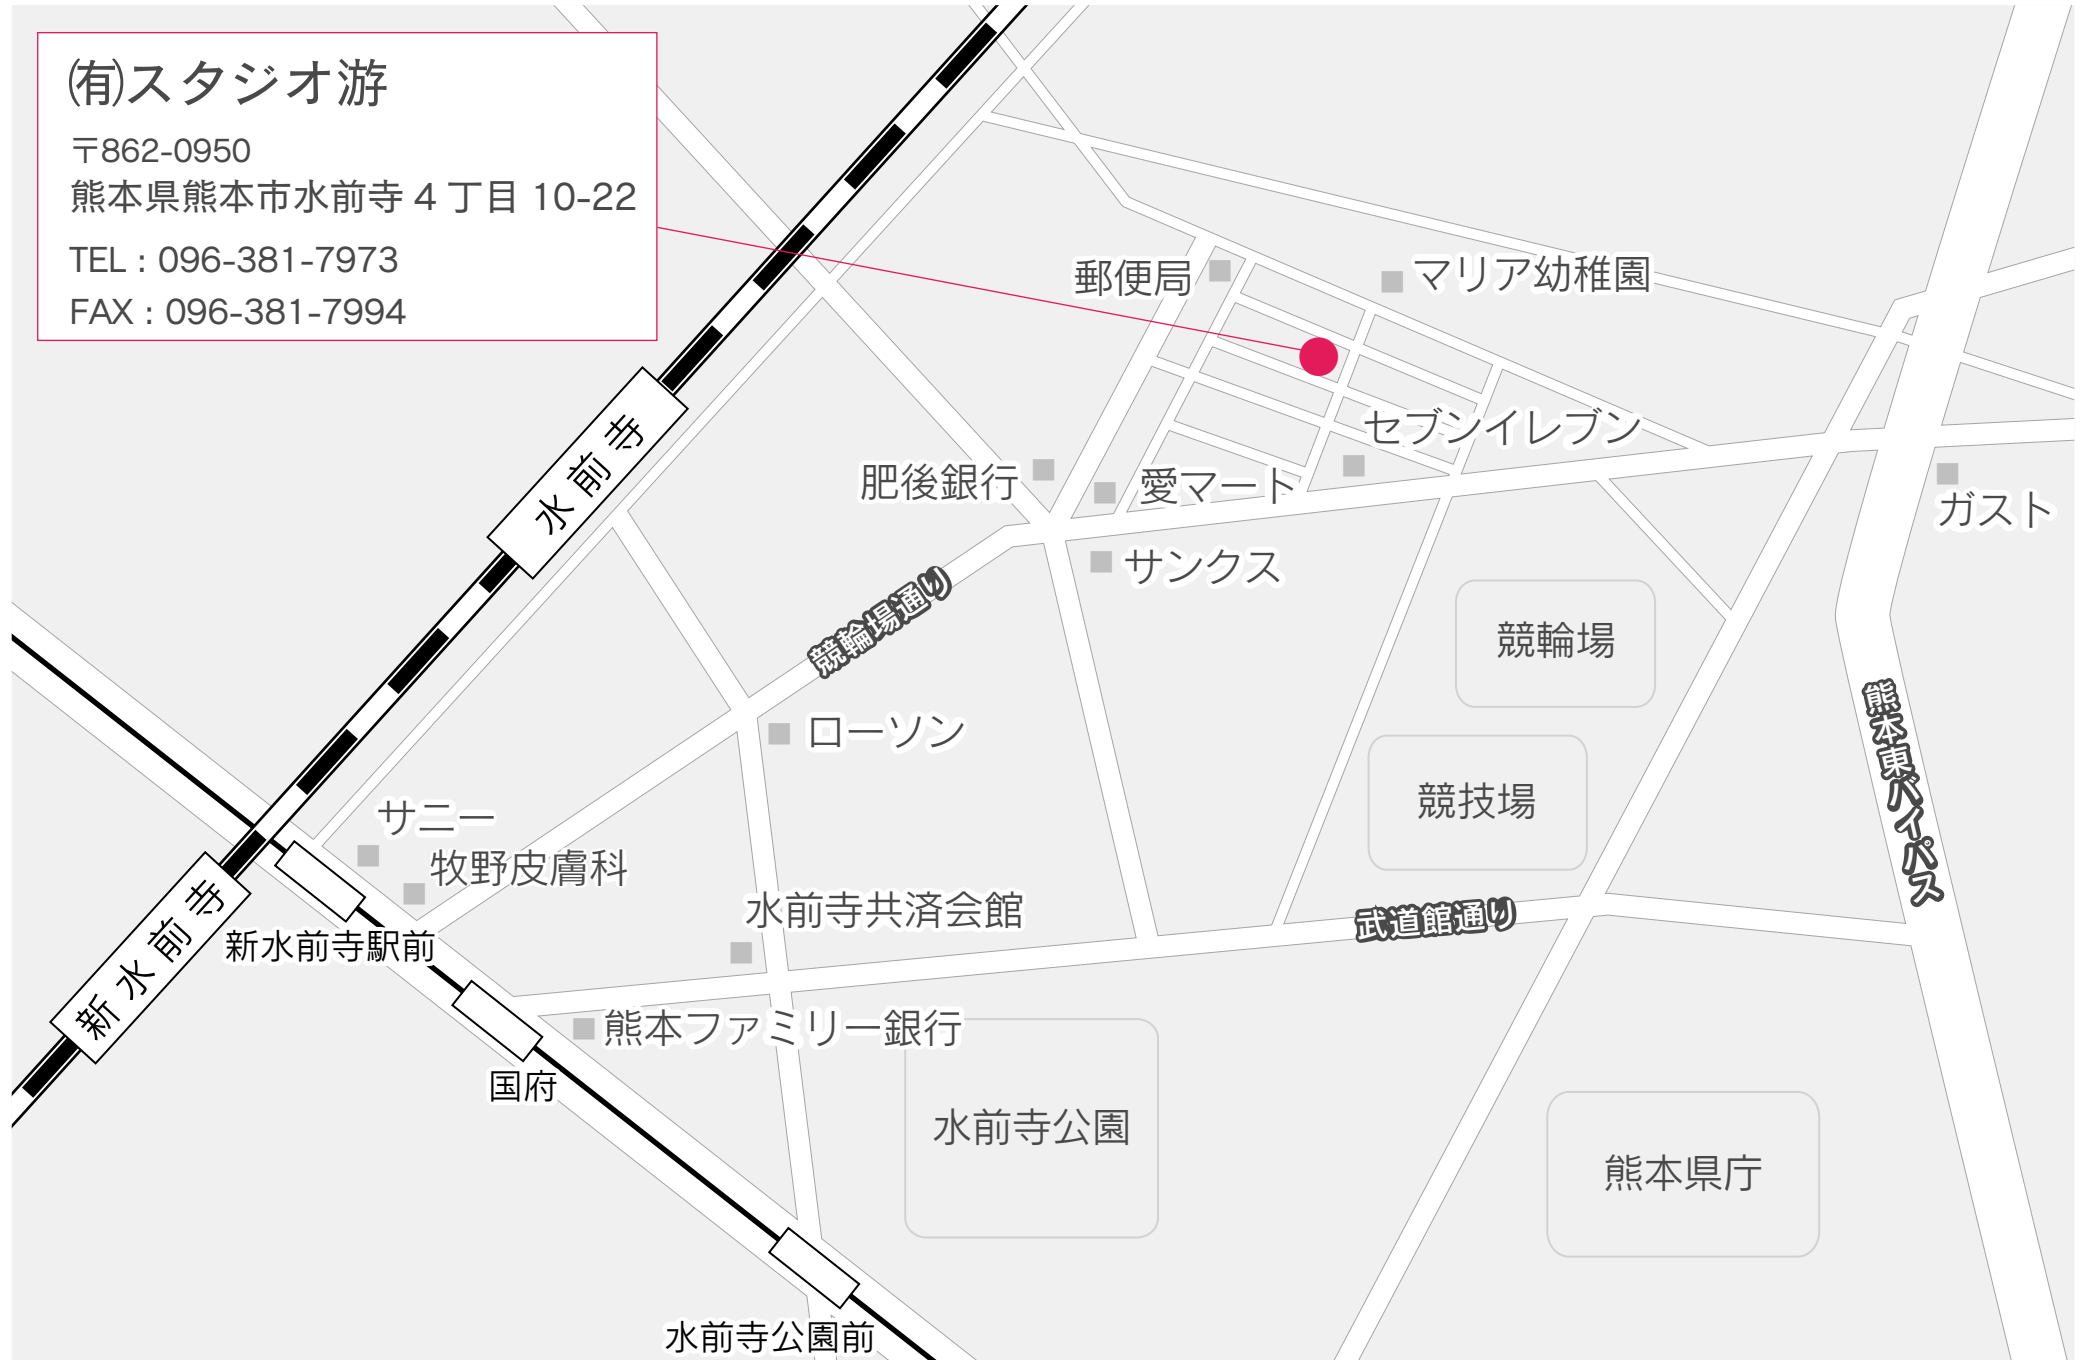 ㈲スタジオ游
〒862-0950
熊本県熊本市水前寺 4 丁目 10-22
TEL : 096-381-7973
FAX : 096-381-7994
郵便局
マリア幼稚園
セブンイレブン
肥後銀行
愛マート
ガスト
サンクス
水前寺
競輪場通り
競輪場
熊本東バイパス
ローソン
競技場
サニー
牧野皮膚科
水前寺共済会館
武道館通り
新水前寺
新水前寺駅前
熊本ファミリー銀行
国府
水前寺公園
熊本県庁
水前寺公園前